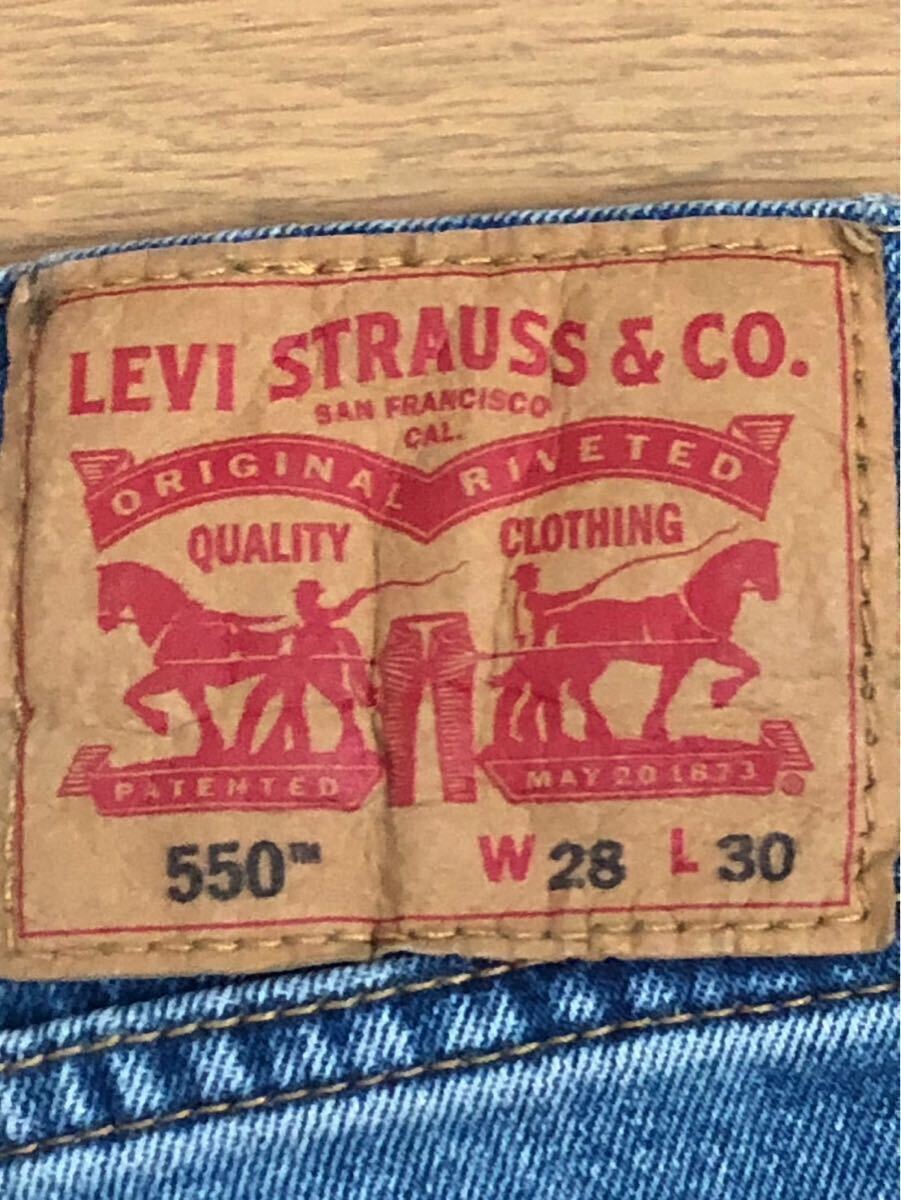 LEVI STRAUSS & CO.
SAN FRANCISCO
CAL.
ORIGINAL RIVETED
QUALITY CLOTHING
PATENTED MAY 20 1873
550™ W 28 L 30